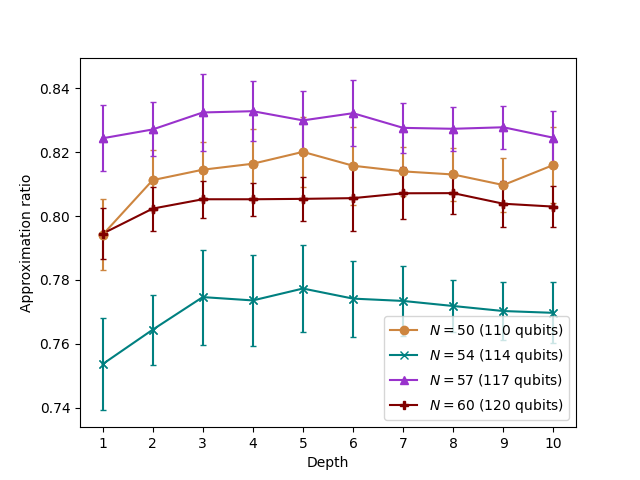 0.84
0.82
0.80
0.78
0.76
0.74
Approximation ratio
1 2 3 4 5 6 7 8 9 10
Depth
N = 50 (110 qubits)
N = 54 (114 qubits)
N = 57 (117 qubits)
N = 60 (120 qubits)